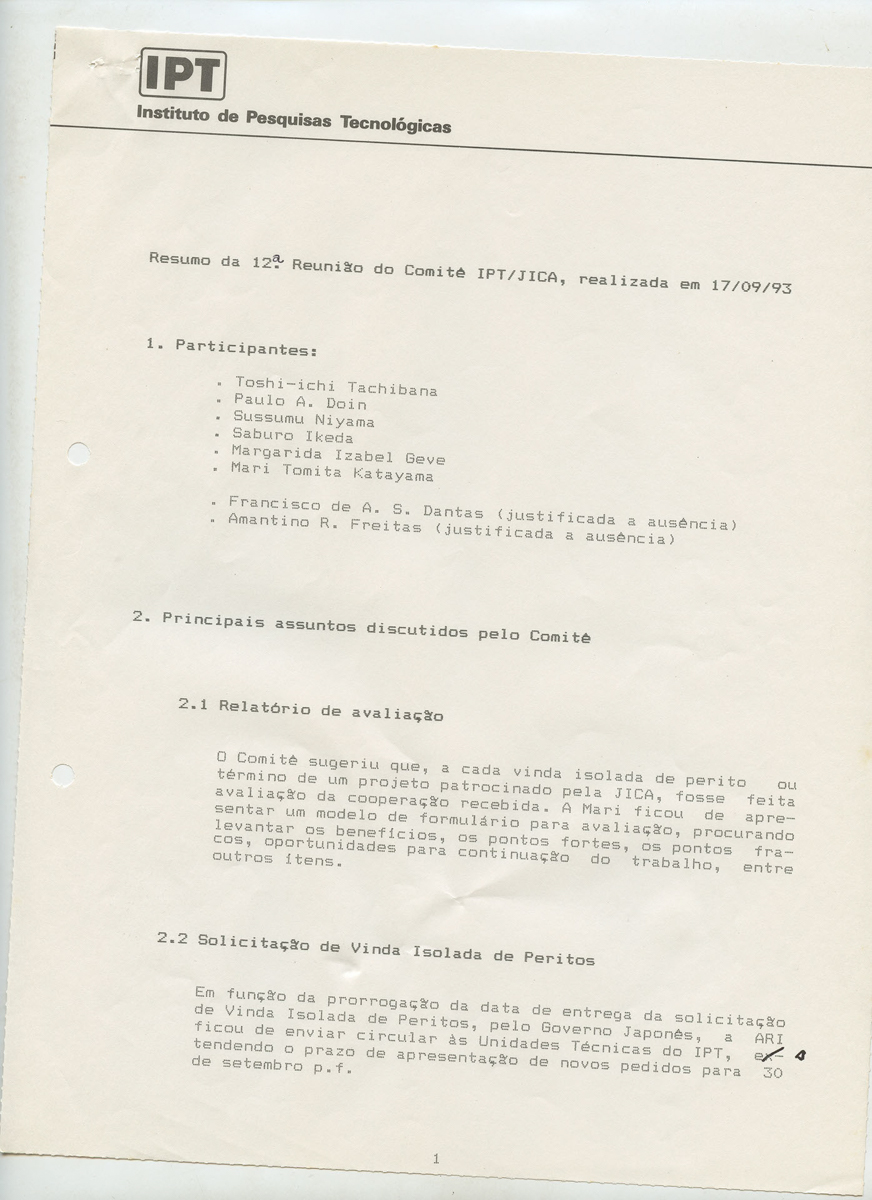 IPT
Instituto de Pesquisas Tecnológicas
Resumo da 12ª Reunião do Comitê IPT/JICA, realizada em 17/09/93
1. Participantes:
. Toshi-ichi Tachibana
. Paulo A. Doin
. Sussumu Niyama
. Saburo Ikeda
. Margarida Izabel Geve
. Mari Tomita Katayama
. Francisco de A. S. Dantas (justificada a ausência)
. Amantino R. Freitas (justificada a ausência)
2. Principais assuntos discutidos pelo Comitê
2.1 Relatório de avaliação
O Comitê sugeriu que, a cada vinda isolada de perito ou
término de um projeto patrocinado pela JICA, fosse feita
avaliação da cooperação recebida. A Mari ficou de apre-
sentar um modelo de formulário para avaliação, procurando
levantar os benefícios, os pontos fortes, os pontos fra-
cos, oportunidades para continuação do trabalho, entre
outros ítens.
2.2 Solicitação de Vinda Isolada de Peritos
Em função da prorrogação da data de entrega da solicitação
de Vinda Isolada de Peritos, pelo Governo Japonês, a ARI
ficou de enviar circular às Unidades Técnicas do IPT, ex-
tendendo o prazo de apresentação de novos pedidos para 30
de setembro p.f.
1